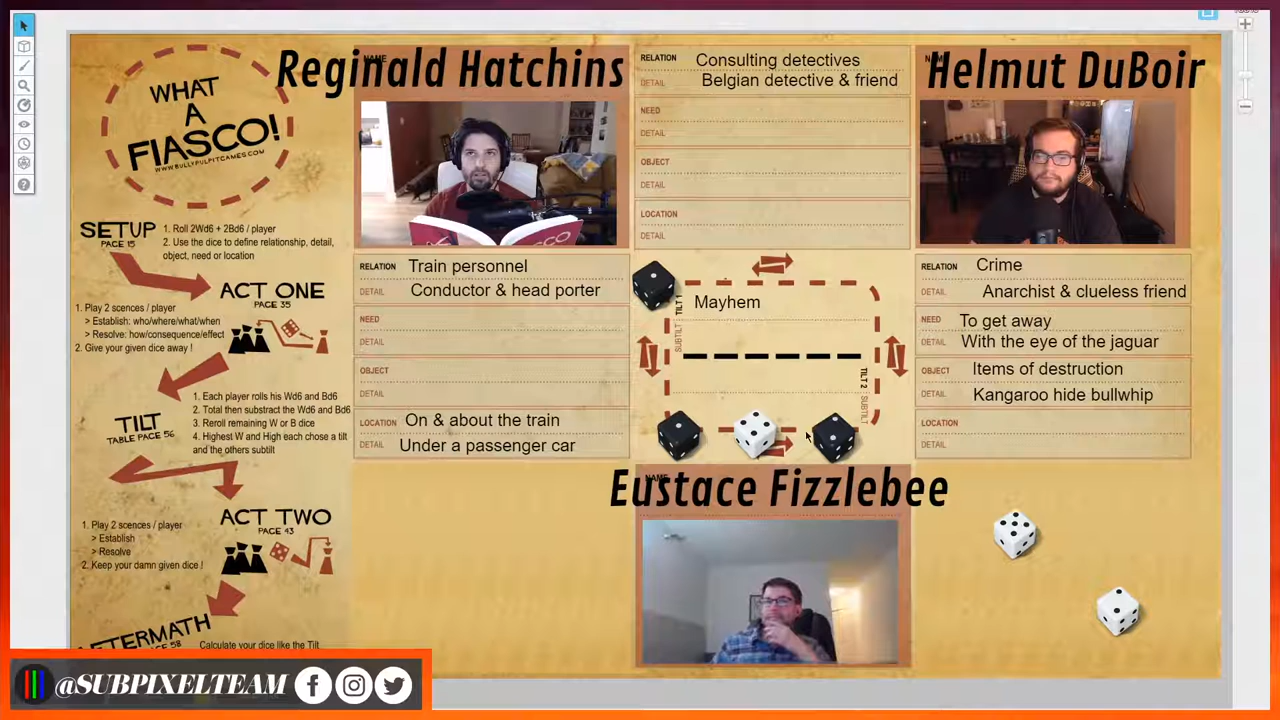 WHAT
A
FIASCO!
WWW.BULLYPULPITGAMES.COM
SETUP
PAGE 15
1. Roll 2Wd6 + 2Bd6 / player
2. Use the dice to define relationship, detail,
object, need or location
ACT ONE
PAGE 35
1. Play 2 scences / player
> Establish: who/where/what/when
> Resolve: how/consequence/effect
2. Give your given dice away !
TILT
TABLE PAGE 56
1. Each player rolls his Wd6 and Bd6
2. Total then substract the Wd6 and Bd6
3. Reroll remaining W or B dice
4. Highest W and High each chose a tilt
and the others subtilt
ACT TWO
PAGE 43
1. Play 2 scences / player
> Establish
> Resolve
2. Keep your damn given dice !
AFTERMATH
Calculate your dice like the Tilt
@SUBPIXELTEAM
Reginald Hatchins
RELATION Consulting detectives
DETAIL Belgian detective & friend
NEED
DETAIL
OBJECT
DETAIL
LOCATION
DETAIL
Helmut DuBoir
RELATION Train personnel
DETAIL Conductor & head porter
NEED
DETAIL
OBJECT
DETAIL
LOCATION On & about the train
DETAIL Under a passenger car
TILT 1
SUBTILT
Mayhem
TILT 2
SUBTILT
RELATION Crime
DETAIL Anarchist & clueless friend
NEED To get away
DETAIL With the eye of the jaguar
OBJECT Items of destruction
DETAIL Kangaroo hide bullwhip
LOCATION
DETAIL
Eustace Fizzlebee